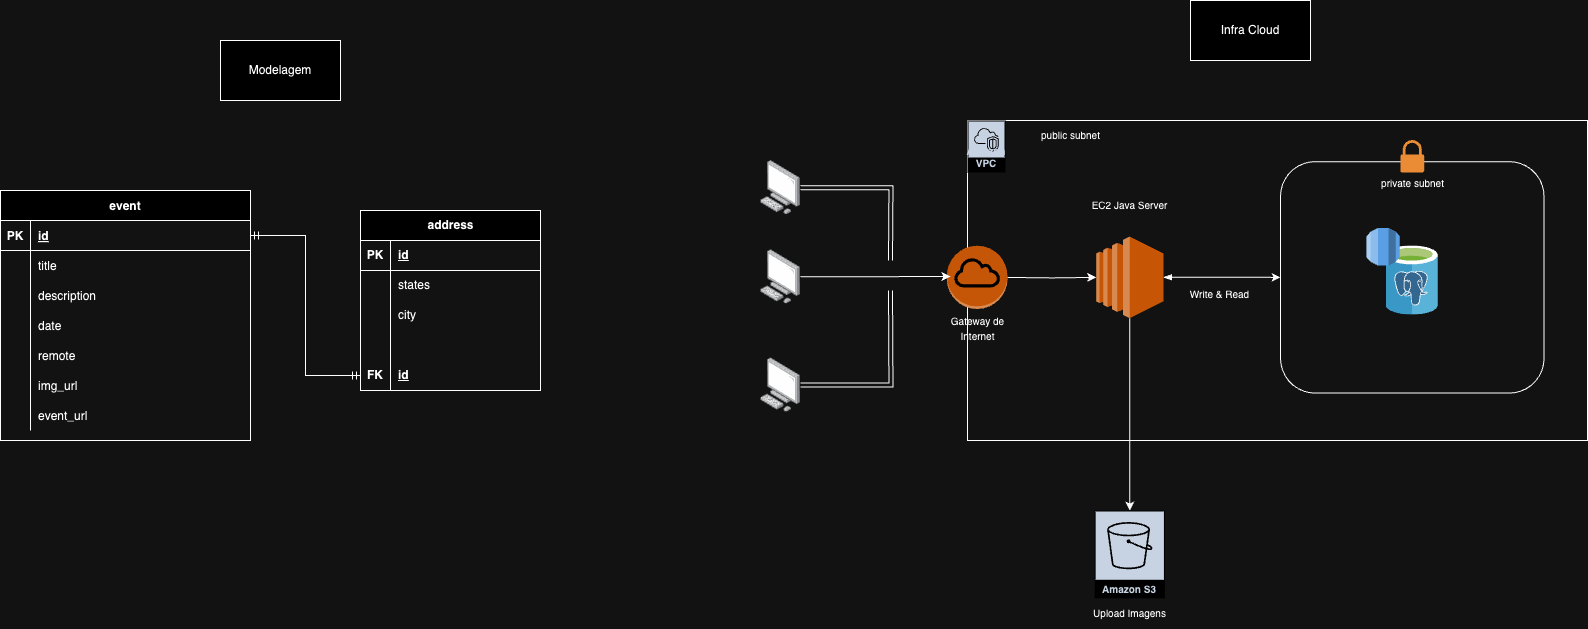 Modelagem
event
PK id
title
description
date
remote
img_url
event_url
address
PK id
states
city
FK id
Infra Cloud
VPC
public subnet
private subnet
EC2 Java Server
Gateway de
Internet
Write & Read
Amazon S3
Upload Imagens